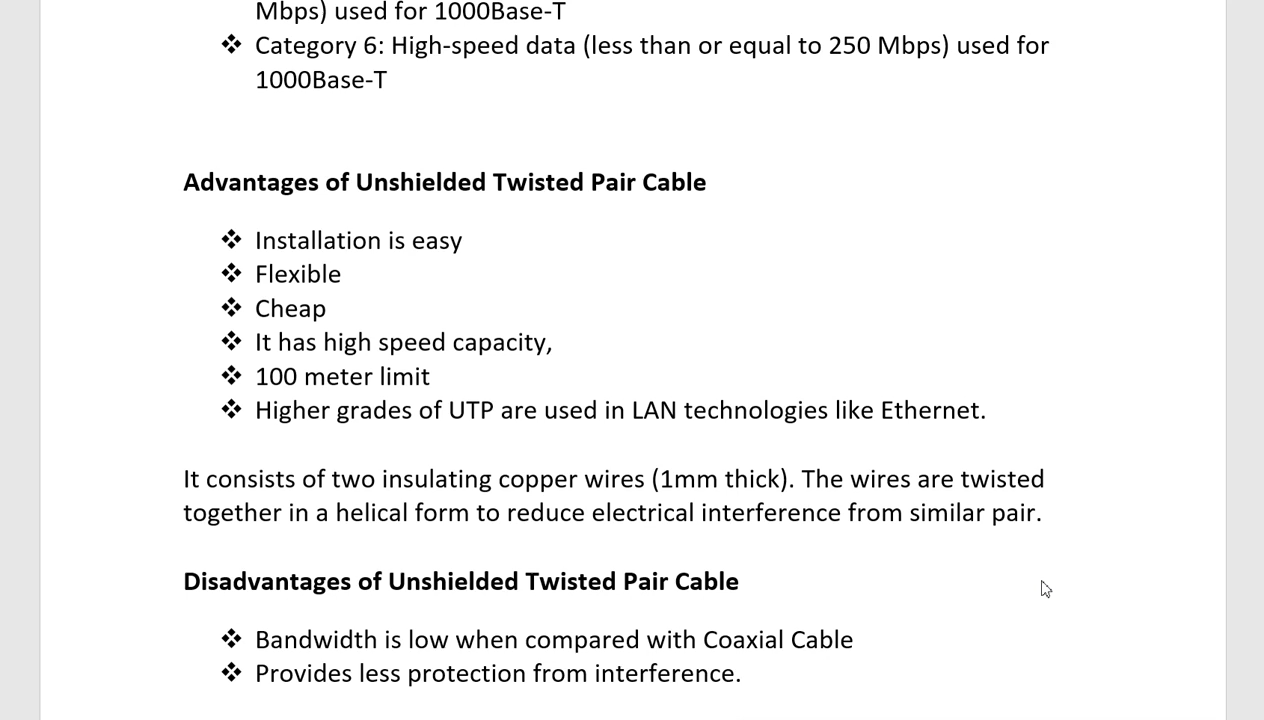 Mbps) used for 1000Base-T
❖ Category 6: High-speed data (less than or equal to 250 Mbps) used for
1000Base-T
Advantages of Unshielded Twisted Pair Cable
❖ Installation is easy
❖ Flexible
❖ Cheap
❖ It has high speed capacity,
❖ 100 meter limit
❖ Higher grades of UTP are used in LAN technologies like Ethernet.
It consists of two insulating copper wires (1mm thick). The wires are twisted
together in a helical form to reduce electrical interference from similar pair.
Disadvantages of Unshielded Twisted Pair Cable
❖ Bandwidth is low when compared with Coaxial Cable
❖ Provides less protection from interference.